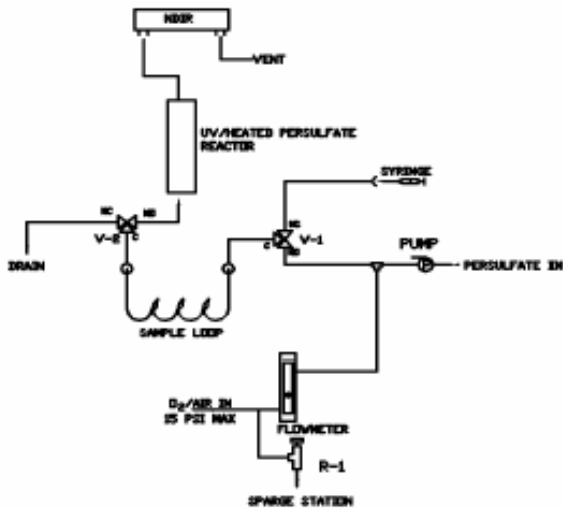 NDIR
VENT
UV/HEATED PERSULFATE
REACTOR
SYRINGE
NC
NO
NC
V-2
C
C
V-1
NO
PUMP
DRAIN
PERSULFATE IN
SAMPLE LOOP
O₂/AIR IN
15 PSI MAX
FLOWMETER
R-1
SPARGE STATION